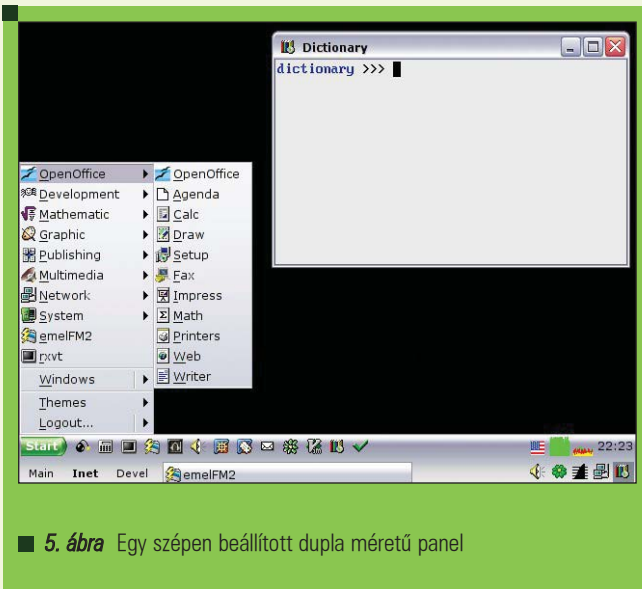 Dictionary
dictionary >>>
OpenOffice
Development
Mathematic
Graphic
Publishing
Multimedia
Network
System
emelFM2
rxvt
Windows
Themes
Logout...
OpenOffice
Agenda
Calc
Draw
Setup
Fax
Impress
Math
Printers
Web
Writer
Start 22:23
Main Inet Devel emelFM2
5. ábra Egy szépen beállított dupla méretű panel